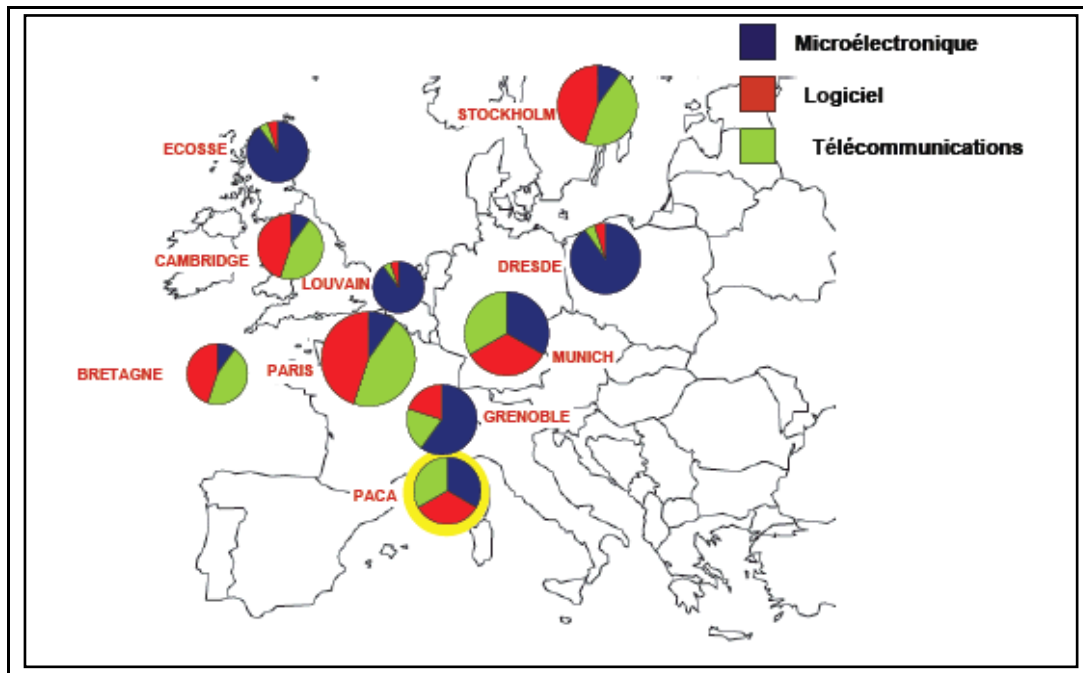 Microélectronique
Logiciel
Télécommunications
STOCKHOLM
ECOSSE
CAMBRIDGE
LOUVAIN
DRESDE
BRETAGNE
PARIS
MUNICH
GRENOBLE
PACA